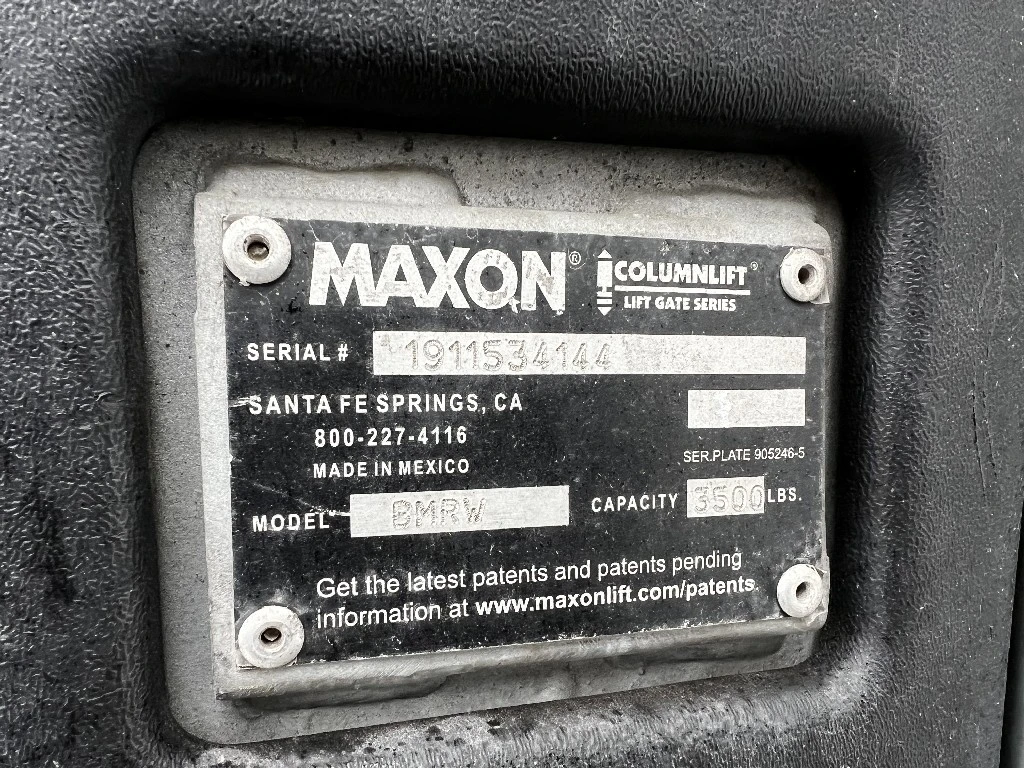 MAXON® COLUMNLIFT®
LIFT GATE SERIES
SERIAL # 1911534144
SANTA FE SPRINGS, CA
800-227-4116
MADE IN MEXICO
SER.PLATE 905246-5
MODEL BMRW CAPACITY 3500 LBS.
Get the latest patents and patents pending
information at www.maxonlift.com/patents.